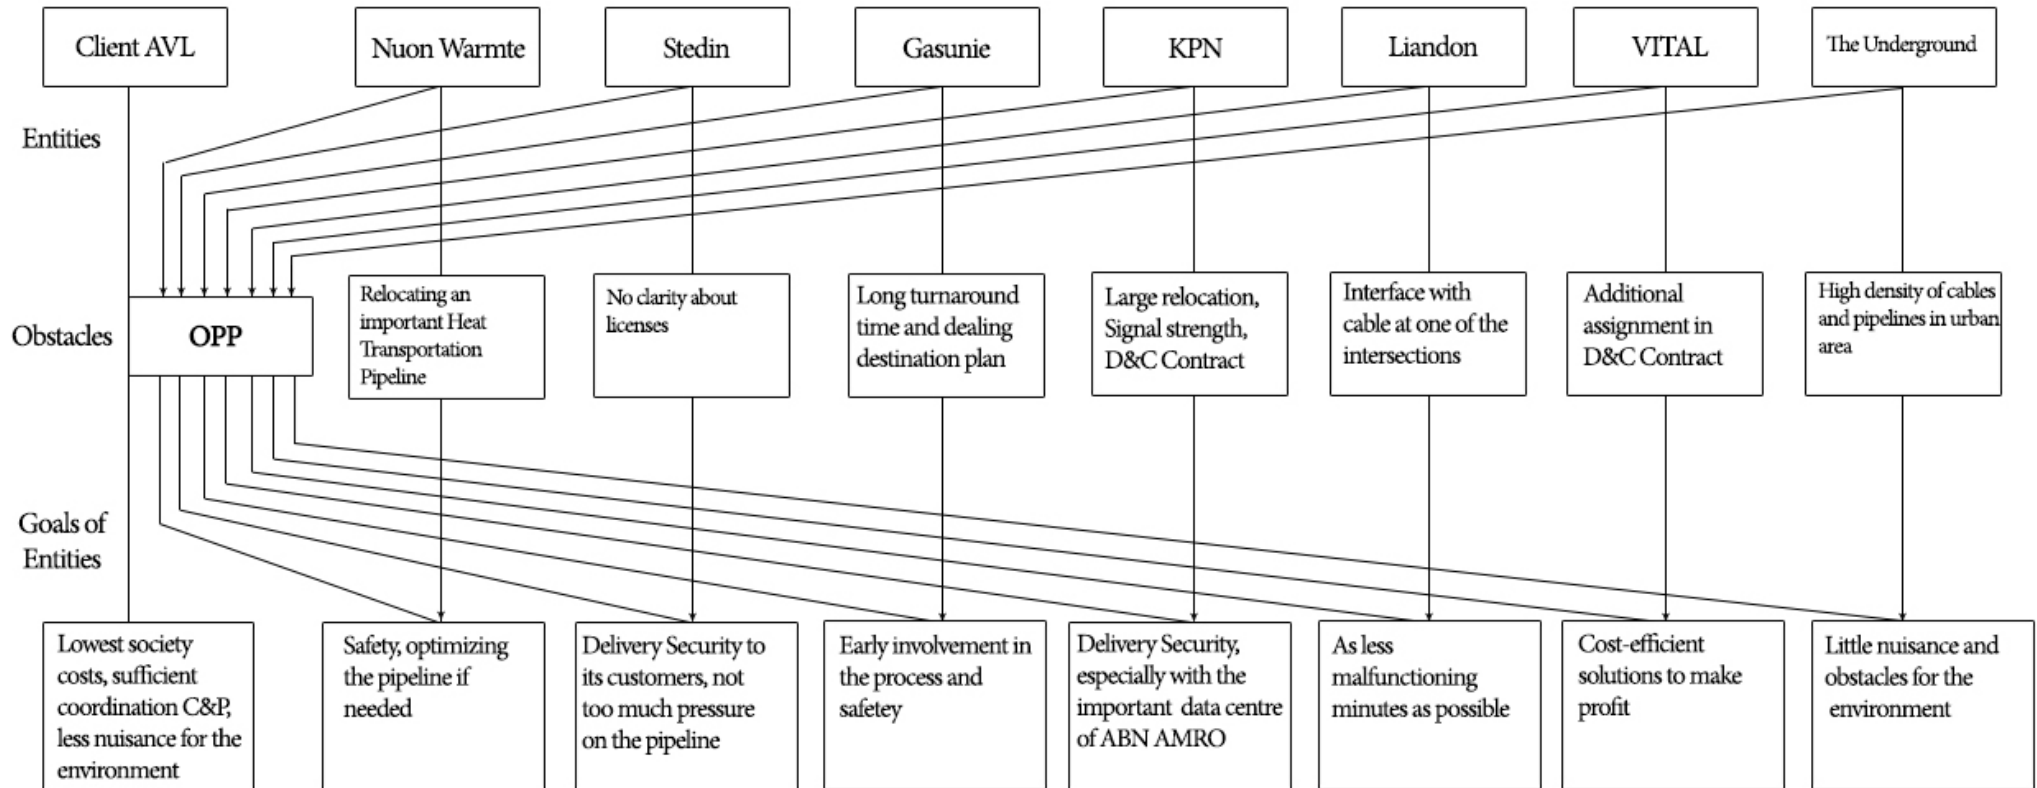 Client AVL
Nuon Warmte
Stedin
Gasunie
KPN
Liandon
VITAL
The Underground
Entities
Obstacles
OPP
Relocating an
important Heat
Transportation
Pipeline
No clarity about
licenses
Long turnaround
time and dealing
destination plan
Large relocation,
Signal strength,
D&C Contract
Interface with
cable at one of the
intersections
Additional
assignment in
D&C Contract
High density of cables
and pipelines in urban
area
Goals of
Entities
Lowest society
costs, sufficient
coordination C&P,
less nuisance for the
environment
Safety, optimizing
the pipeline if
needed
Delivery Security to
its customers, not
too much pressure
on the pipeline
Early involvement in
the process and
safetey
Delivery Security,
especially with the
important data centre
of ABN AMRO
As less
malfunctioning
minutes as possible
Cost-efficient
solutions to make
profit
Little nuisance and
obstacles for the
environment